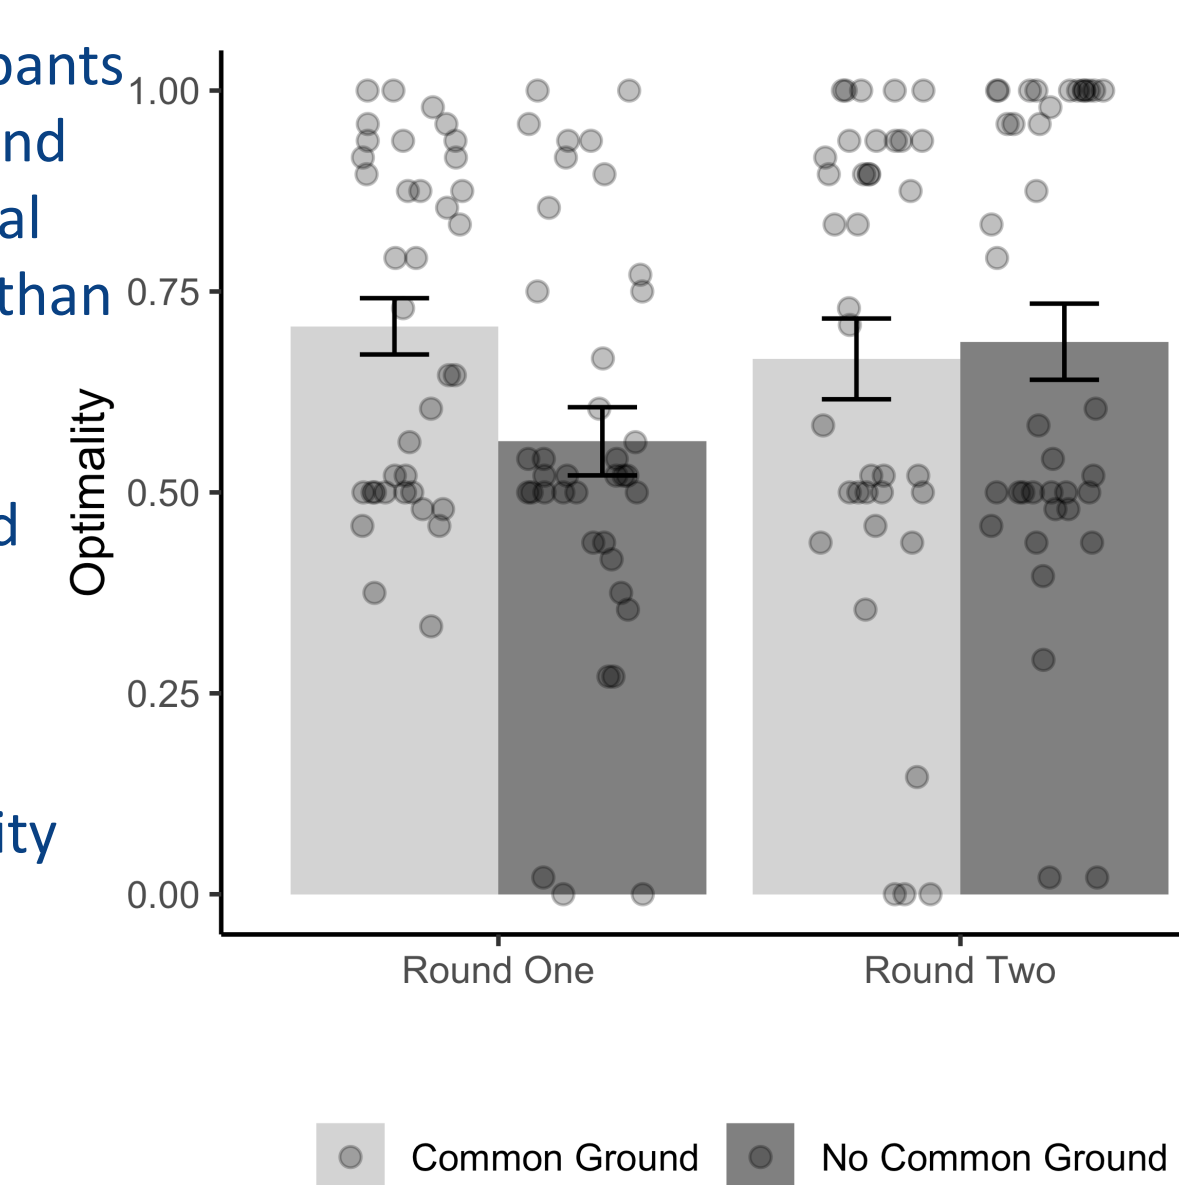 pants
nd
al
than
d
ity
Optimality
1.00
0.75
0.50
0.25
0.00
Round One
Round Two
Common Ground
No Common Ground